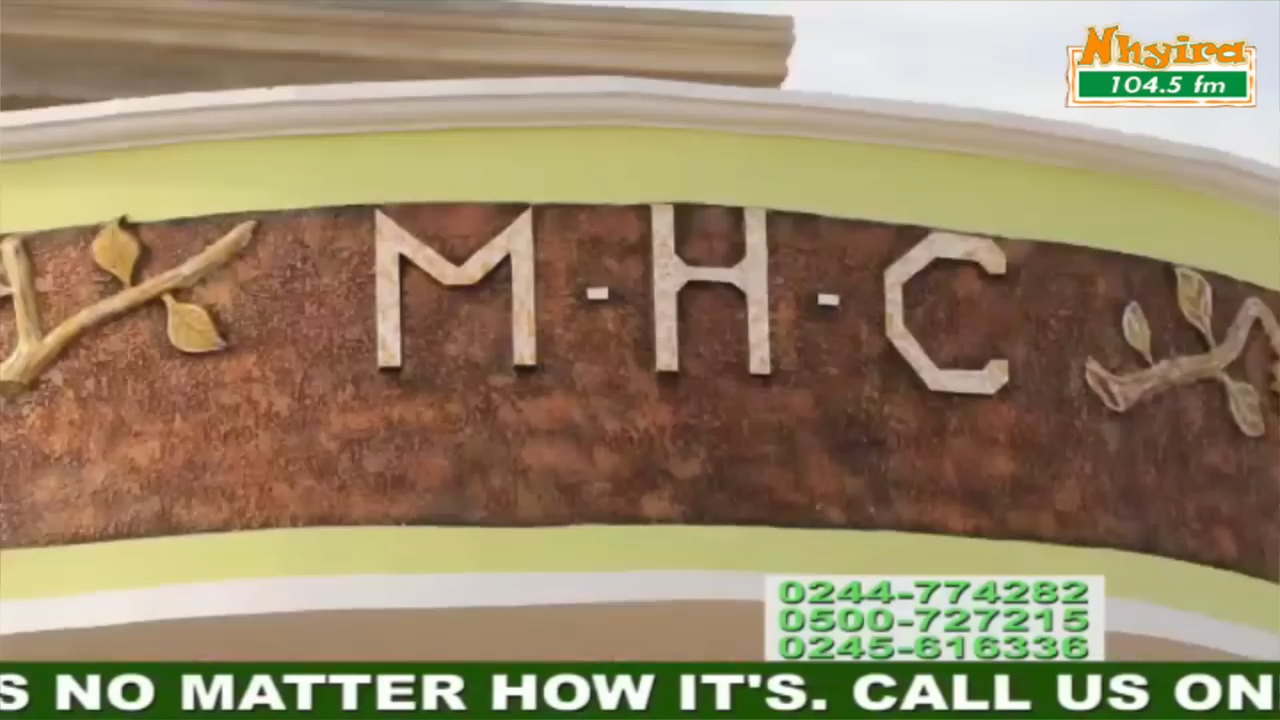 Nhyira
104.5 fm
M-H-C
0244-774282
0500-727215
0245-616336
S NO MATTER HOW IT'S. CALL US ON